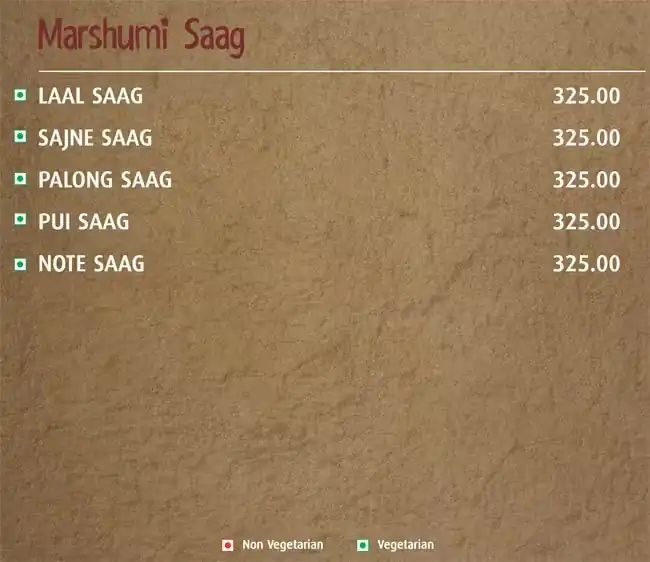 Marshumi Saag
LAAL SAAG 325.00
SAJNE SAAG 325.00
PALONG SAAG 325.00
PUI SAAG 325.00
NOTE SAAG 325.00
Non Vegetarian Vegetarian